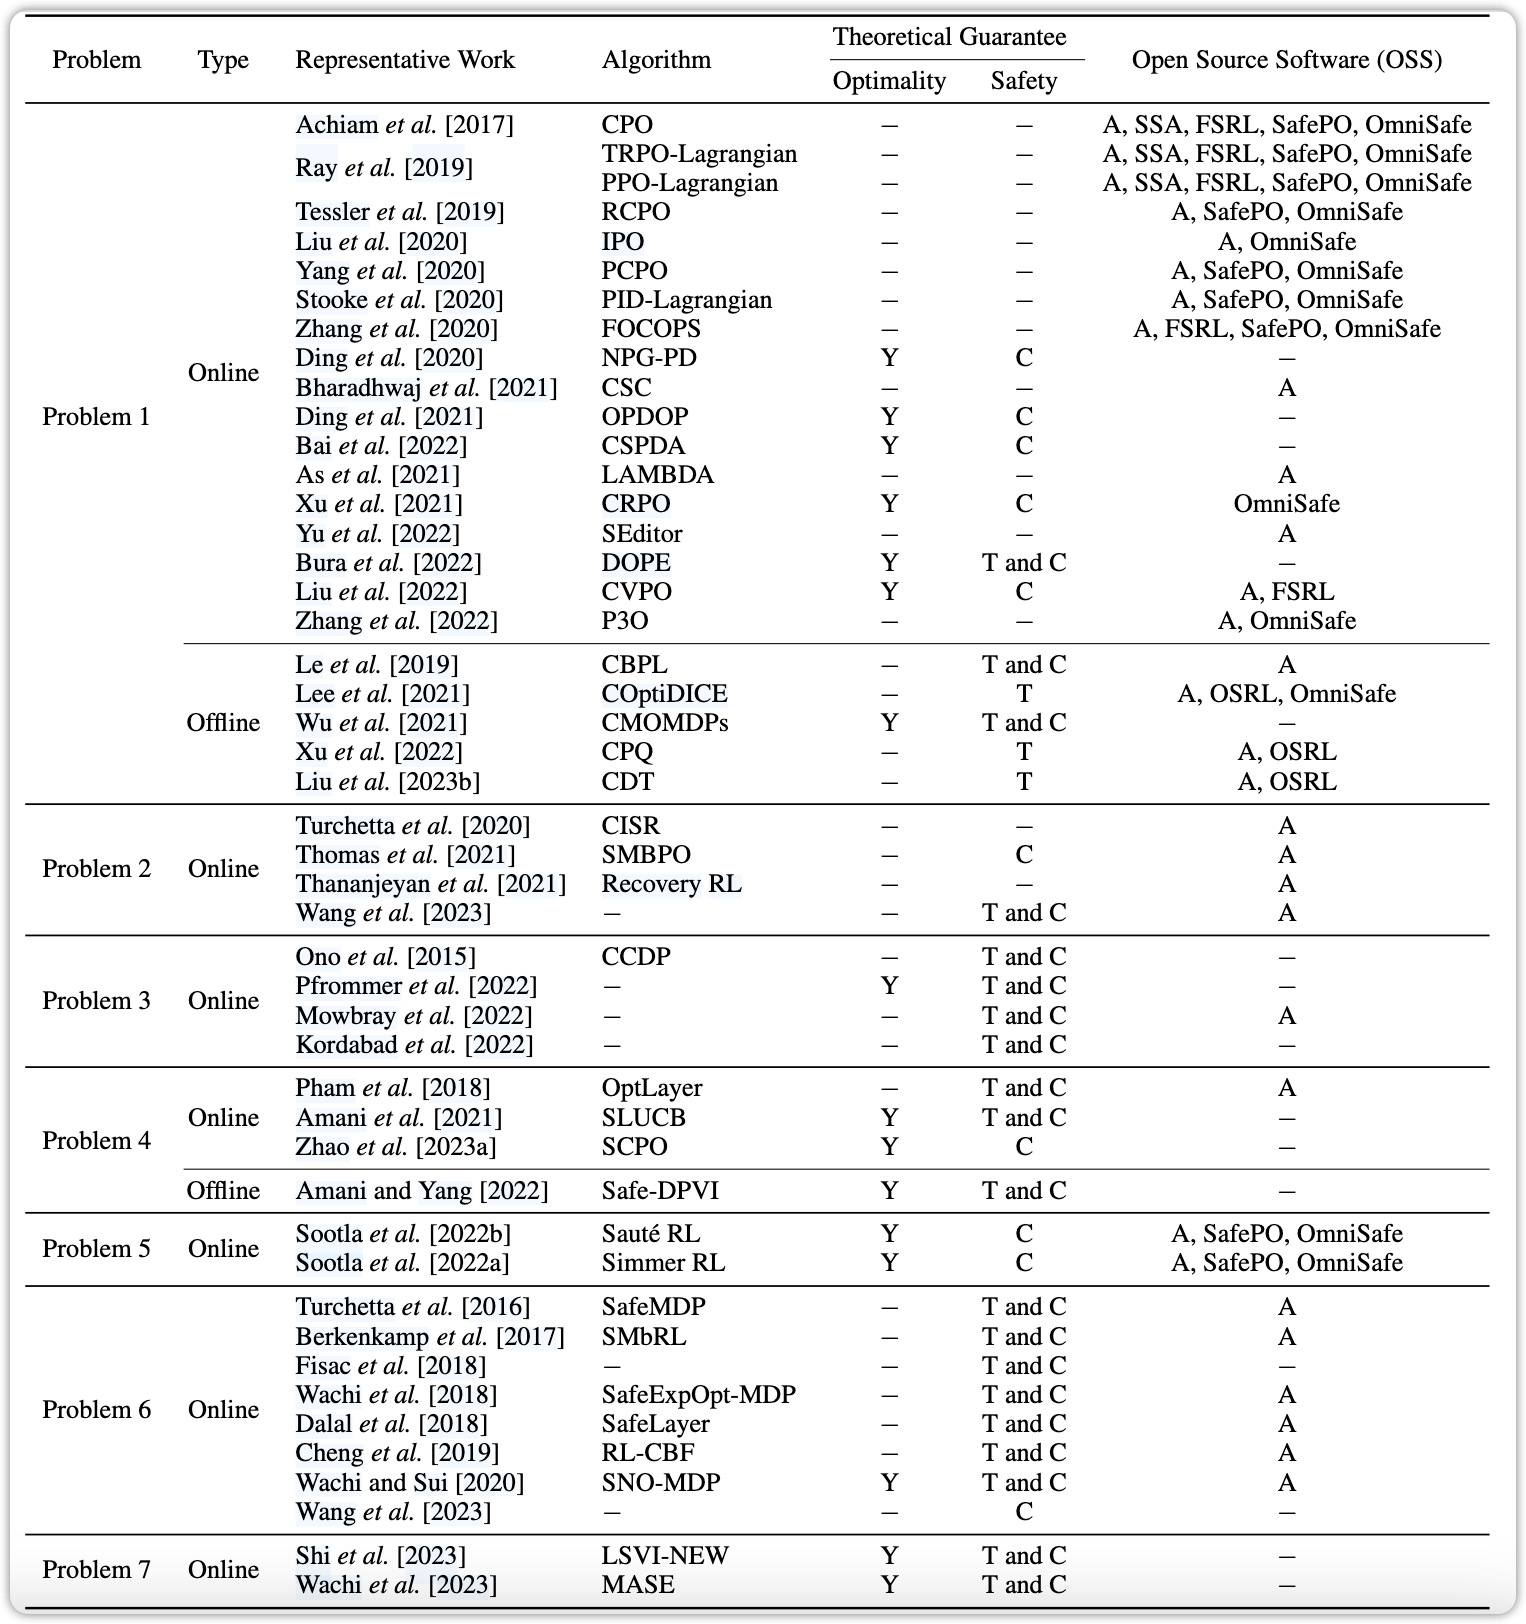 Problem Type Representative Work Algorithm Theoretical Guarantee Open Source Software (OSS)
Optimality Safety
Achiam et al. [2017] CPO – – A, SSA, FSRL, SafePO, OmniSafe
Ray et al. [2019] TRPO-Lagrangian – – A, SSA, FSRL, SafePO, OmniSafe
PPO-Lagrangian – – A, SSA, FSRL, SafePO, OmniSafe
Tessler et al. [2019] RCPO – – A, SafePO, OmniSafe
Liu et al. [2020] IPO – – A, OmniSafe
Yang et al. [2020] PCPO – – A, SafePO, OmniSafe
Stooke et al. [2020] PID-Lagrangian – – A, SafePO, OmniSafe
Zhang et al. [2020] FOCOPS – – A, FSRL, SafePO, OmniSafe
Ding et al. [2020] NPG-PD Y C –
Online
Bharadhwaj et al. [2021] CSC – – A
Problem 1 Ding et al. [2021] OPDOP Y C –
Bai et al. [2022] CSPDA Y C –
As et al. [2021] LAMBDA – – A
Xu et al. [2021] CRPO Y C OmniSafe
Yu et al. [2022] SEditor – – A
Bura et al. [2022] DOPE Y T and C –
Liu et al. [2022] CVPO Y C A, FSRL
Zhang et al. [2022] P3O – – A, OmniSafe
Le et al. [2019] CBPL – T and C A
Lee et al. [2021] COptiDICE – T A, OSRL, OmniSafe
Offline Wu et al. [2021] CMOMDPs Y T and C –
Xu et al. [2022] CPQ – T A, OSRL
Liu et al. [2023b] CDT – T A, OSRL
Turchetta et al. [2020] CISR – – A
Thomas et al. [2021] SMBPO – C A
Problem 2 Online
Thananjeyan et al. [2021] Recovery RL – – A
Wang et al. [2023] – – T and C A
Ono et al. [2015] CCDP – T and C –
Pfrommer et al. [2022] – Y T and C –
Problem 3 Online
Mowbray et al. [2022] – – T and C A
Kordabad et al. [2022] – – T and C –
Pham et al. [2018] OptLayer – T and C A
Online Amani et al. [2021] SLUCB Y T and C –
Problem 4
Zhao et al. [2023a] SCPO Y C –
Offline Amani and Yang [2022] Safe-DPVI Y T and C –
Sootla et al. [2022b] Sauté RL Y C A, SafePO, OmniSafe
Problem 5 Online
Sootla et al. [2022a] Simmer RL Y C A, SafePO, OmniSafe
Turchetta et al. [2016] SafeMDP – T and C A
Berkenkamp et al. [2017] SMbRL – T and C A
Fisac et al. [2018] – – T and C –
Wachi et al. [2018] SafeExpOpt-MDP – T and C A
Problem 6 Online
Dalal et al. [2018] SafeLayer – T and C A
Cheng et al. [2019] RL-CBF – T and C A
Wachi and Sui [2020] SNO-MDP Y T and C A
Wang et al. [2023] – – C –
Shi et al. [2023] LSVI-NEW Y T and C –
Problem 7 Online
Wachi et al. [2023] MASE Y T and C –